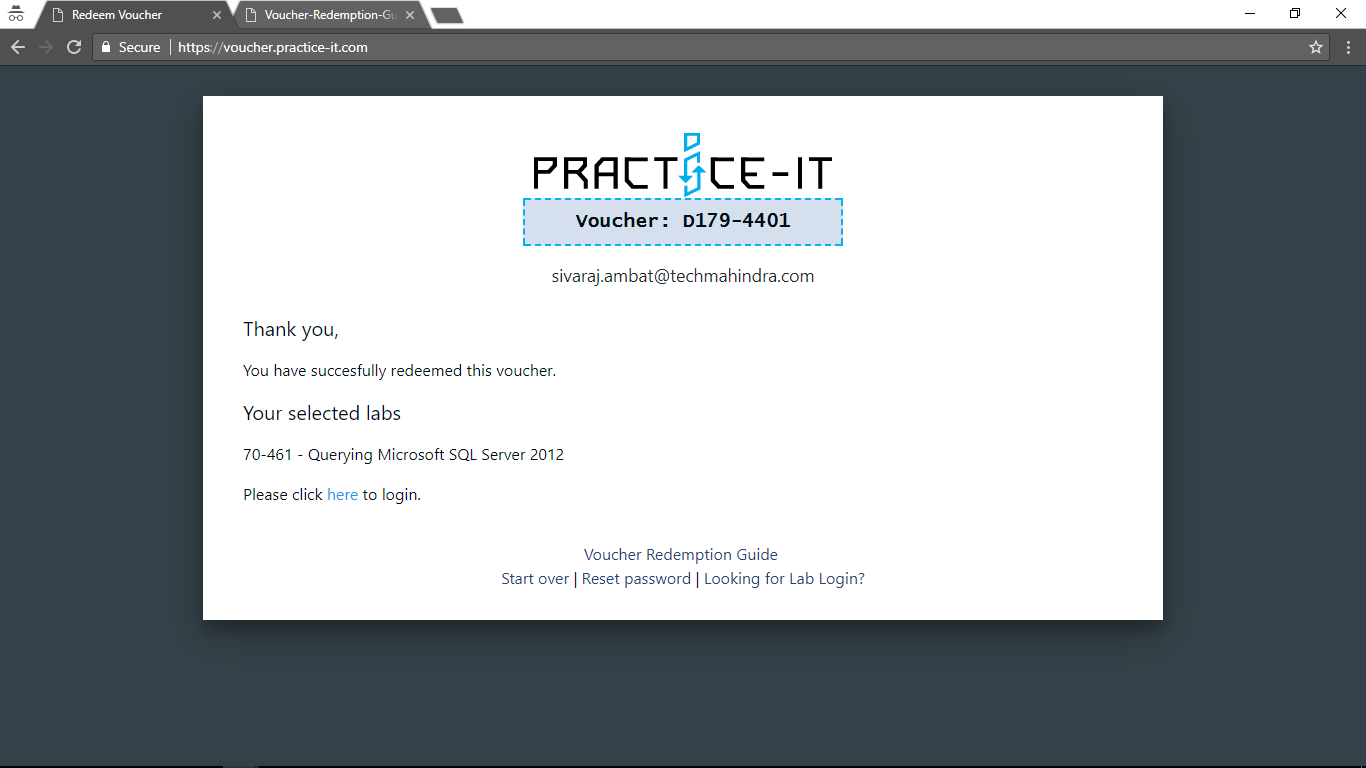 Redeem Voucher
Voucher-Redemption-Gu
Secure
https://voucher.practice-it.com
PRACTICE-IT
Voucher: D179-4401
sivaraj.ambat@techmahindra.com
Thank you,
You have succesfully redeemed this voucher.
Your selected labs
70-461 - Querying Microsoft SQL Server 2012
Please click here to login.
Voucher Redemption Guide
Start over | Reset password | Looking for Lab Login?